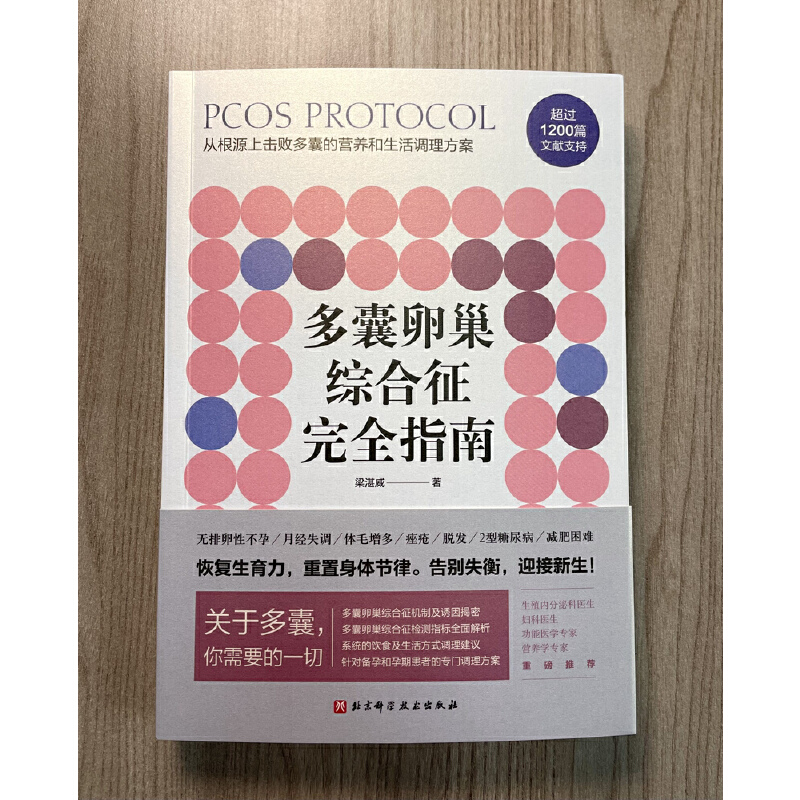 PCOS PROTOCOL
从根源上击败多囊的营养和生活调理方案
超过
1200篇
文献支持
多囊卵巢
综合征
完全指南
梁湛威——著
无排卵性不孕/月经失调/体毛增多/痤疮/脱发/2型糖尿病/减肥困难
恢复生育力，重置身体节律。告别失衡，迎接新生！
关于多囊，
你需要的一切
多囊卵巢综合征机制及诱因揭密
多囊卵巢综合征检测指标全面解析
系统的饮食及生活方式调理建议
针对备孕和孕期患者的专门调理方案
生殖内分泌科医生
妇科医生
功能医学专家
营养学专家
重磅推荐
北京科学技术出版社